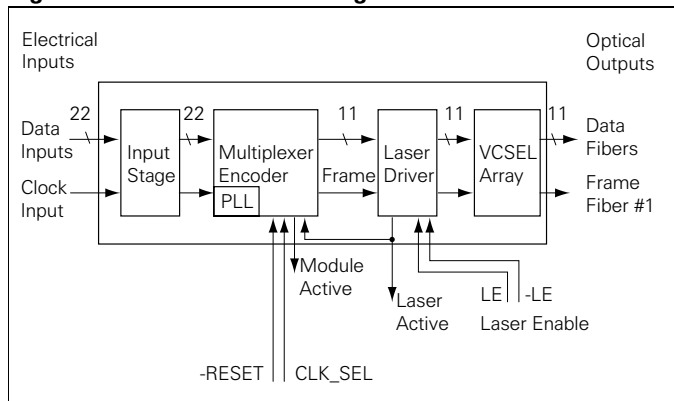 Electrical
Inputs
Optical
Outputs
22
22
11
11
11
Data
Inputs
Clock
Input
Input
Stage
Multiplexer
Encoder
PLL
Frame
Laser
Driver
VCSEL
Array
Data
Fibers
Frame
Fiber #1
Module
Active
Laser
Active
LE
-LE
Laser Enable
-RESET
CLK_SEL